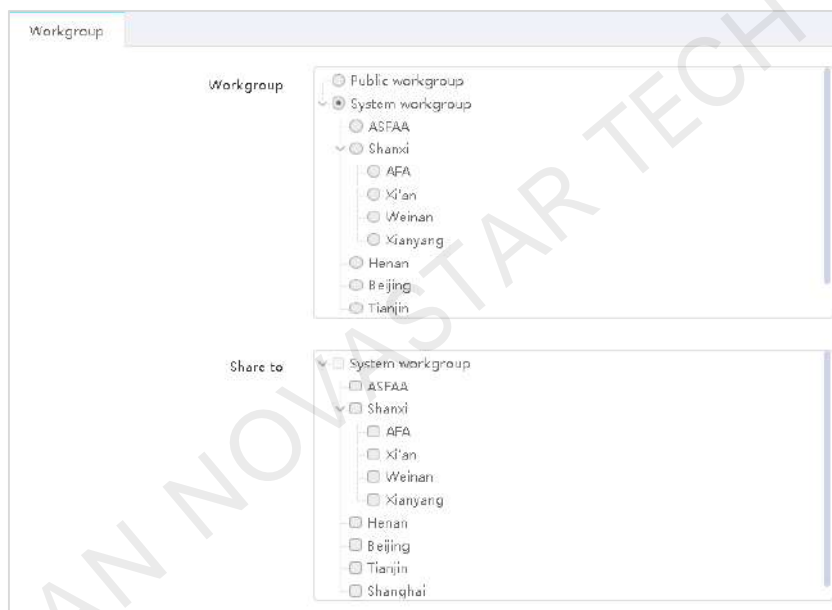 Workgroup
Workgroup
Public workgroup
System workgroup
ASFAA
Shanxi
AFA
Xi'an
Weinan
Xianyang
Henan
Beijing
Tianjin
Share to
System workgroup
ASFAA
Shanxi
AFA
Xi'an
Weinan
Xianyang
Henan
Beijing
Tianjin
Shanghai
AN NOVASTAR TECH